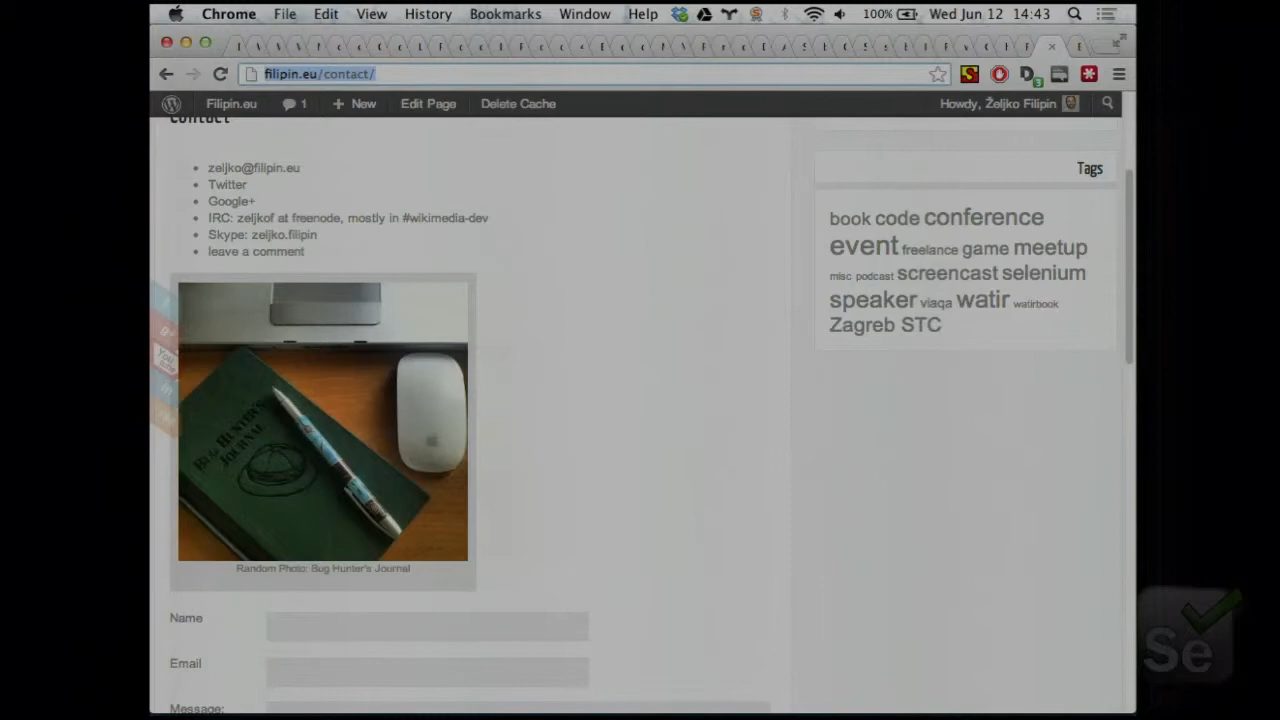 Chrome File Edit View History Bookmarks Window Help 100% Wed Jun 12 14:43
filipin.eu/contact/
Filipin.eu 1 + New Edit Page Delete Cache Howdy, Željko Filipin
Contact
zeljko@filipin.eu
Twitter
Google+
IRC: zeljkof at freenode, mostly in #wikimedia-dev
Skype: zeljko.filipin
leave a comment
Tags
book code conference
event freelance game meetup
misc podcast screencast selenium
speaker viaqa watir watirbook
Zagreb STC
BUG HUNTER'S
JOURNAL
Random Photo: Bug Hunter's Journal
Name
Email
Message:
Se